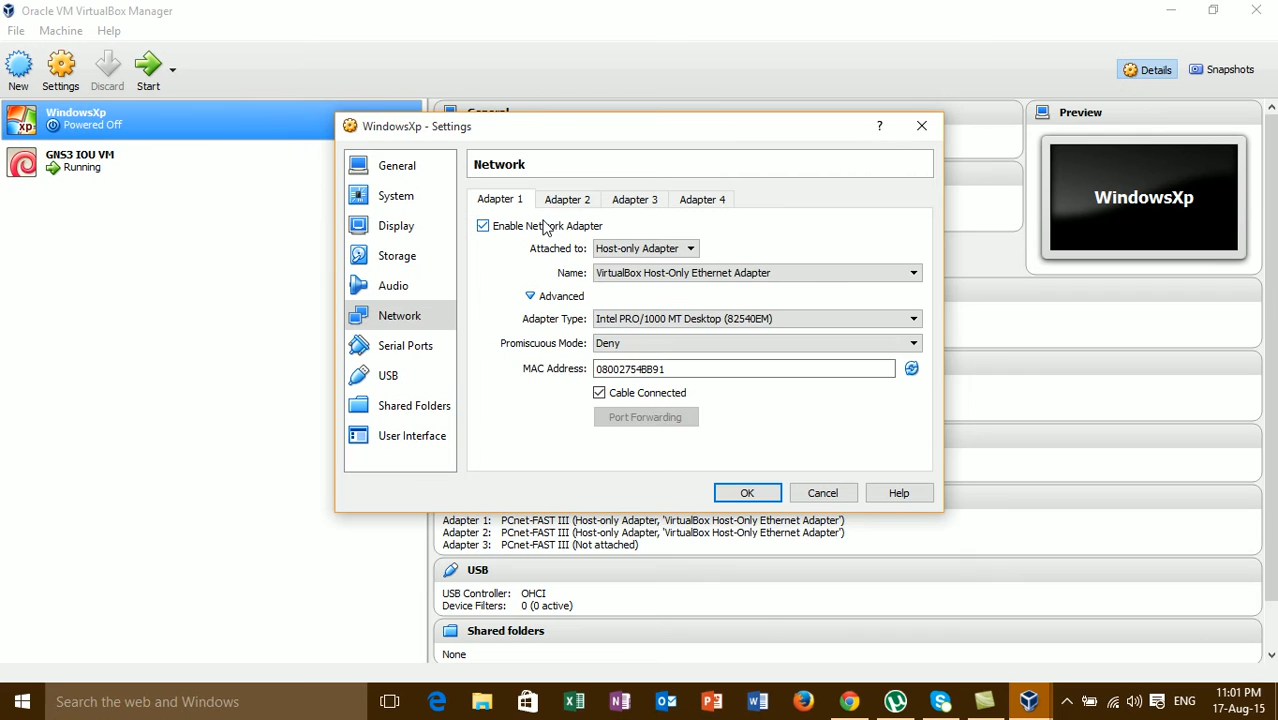 Oracle VM VirtualBox Manager
File Machine Help
New Settings Discard Start
Details Snapshots
WindowsXp
Powered Off
GNS3 IOU VM
Running
General
Preview
WindowsXp
WindowsXp - Settings
?
General
System
Display
Storage
Audio
Network
Serial Ports
USB
Shared Folders
User Interface
Network
Adapter 1 Adapter 2 Adapter 3 Adapter 4
Enable Network Adapter
Attached to: Host-only Adapter
Name: VirtualBox Host-Only Ethernet Adapter
Advanced
Adapter Type: Intel PRO/1000 MT Desktop (82540EM)
Promiscuous Mode: Deny
MAC Address: 08002754BB91
Cable Connected
Port Forwarding
OK Cancel Help
Adapter 1: PCnet-FAST III (Host-only Adapter, 'VirtualBox Host-Only Ethernet Adapter')
Adapter 2: PCnet-FAST III (Host-only Adapter, 'VirtualBox Host-Only Ethernet Adapter')
Adapter 3: PCnet-FAST III (Not attached)
USB
USB Controller: OHCI
Device Filters: 0 (0 active)
Shared folders
None
Search the web and Windows
ENG
11:01 PM
17-Aug-15